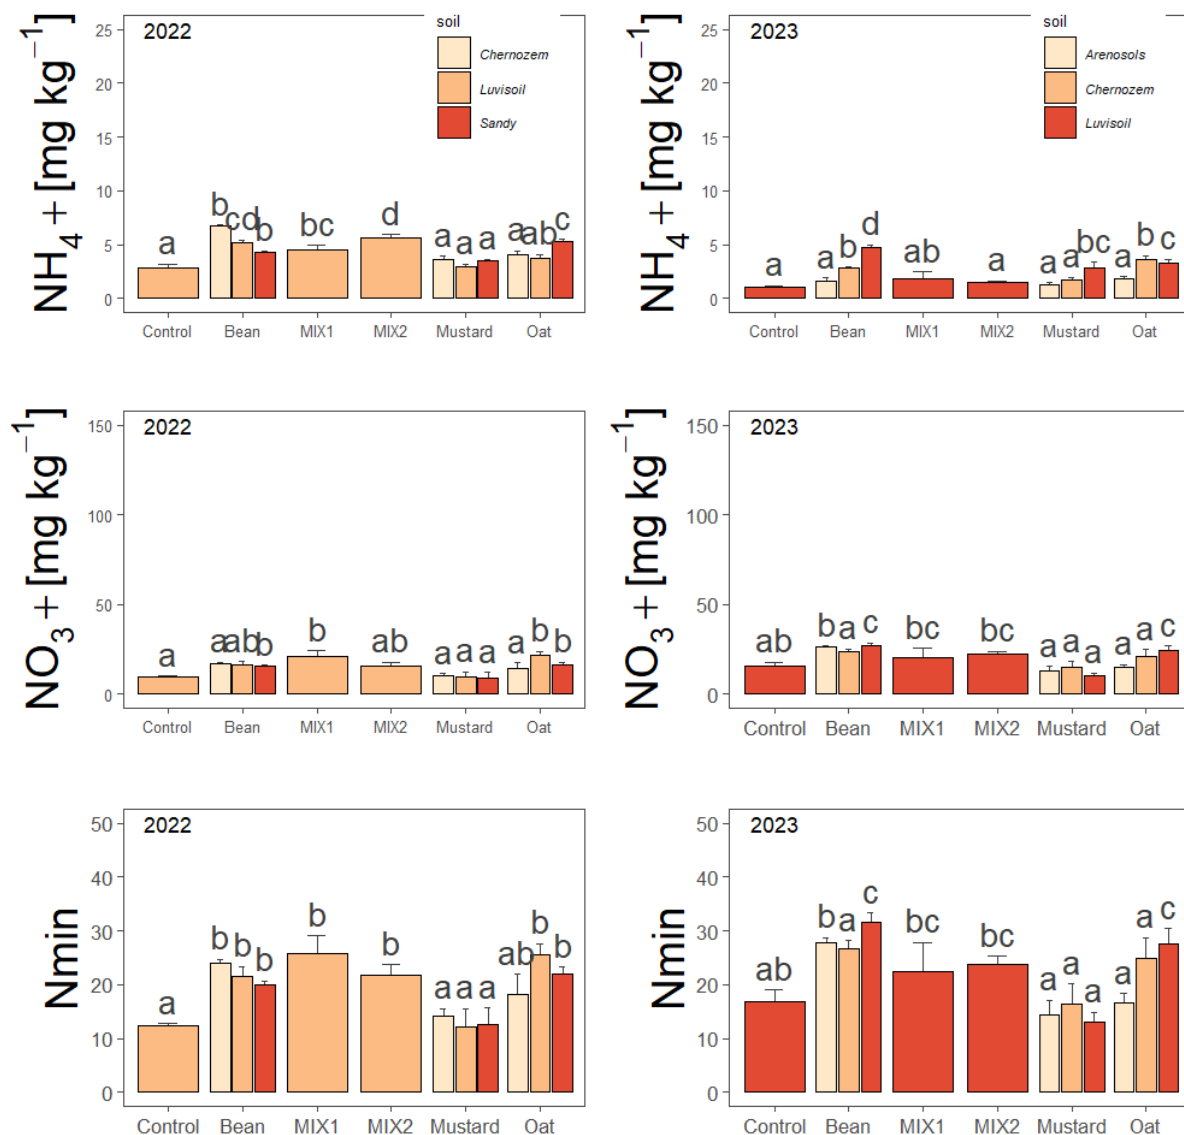 NH4+ [mg kg−1]
2022
soil
Chernozem
Luvisoil
Sandy
25
20
15
10
5
0
a
b
cd
b
bc
d
a
a
a
a
ab
c
Control Bean MIX1 MIX2 Mustard Oat
NH4+ [mg kg−1]
2023
soil
Arenosols
Chernozem
Luvisoil
25
20
15
10
5
0
a
a
b
d
ab
a
a
a
bc
a
b
c
Control Bean MIX1 MIX2 Mustard Oat
NO3+ [mg kg−1]
2022
150
100
50
0
a
a
ab
b
b
ab
a
a
a
a
b
b
Control Bean MIX1 MIX2 Mustard Oat
NO3+ [mg kg−1]
2023
150
100
50
0
ab
b
a
c
bc
bc
a
a
a
a
a
c
Control Bean MIX1 MIX2 Mustard Oat
Nmin
2022
50
40
30
20
10
0
a
b
b
b
b
b
a
a
a
ab
b
b
Control Bean MIX1 MIX2 Mustard Oat
Nmin
2023
50
40
30
20
10
0
ab
b
a
c
bc
bc
a
a
a
a
a
c
Control Bean MIX1 MIX2 Mustard Oat